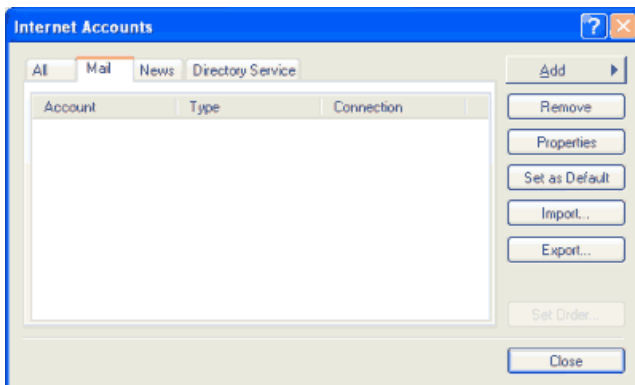 Internet Accounts
All Mail News Directory Service
Add
Account Type Connection
Remove
Properties
Set as Default
Import...
Export...
Set Order...
Close